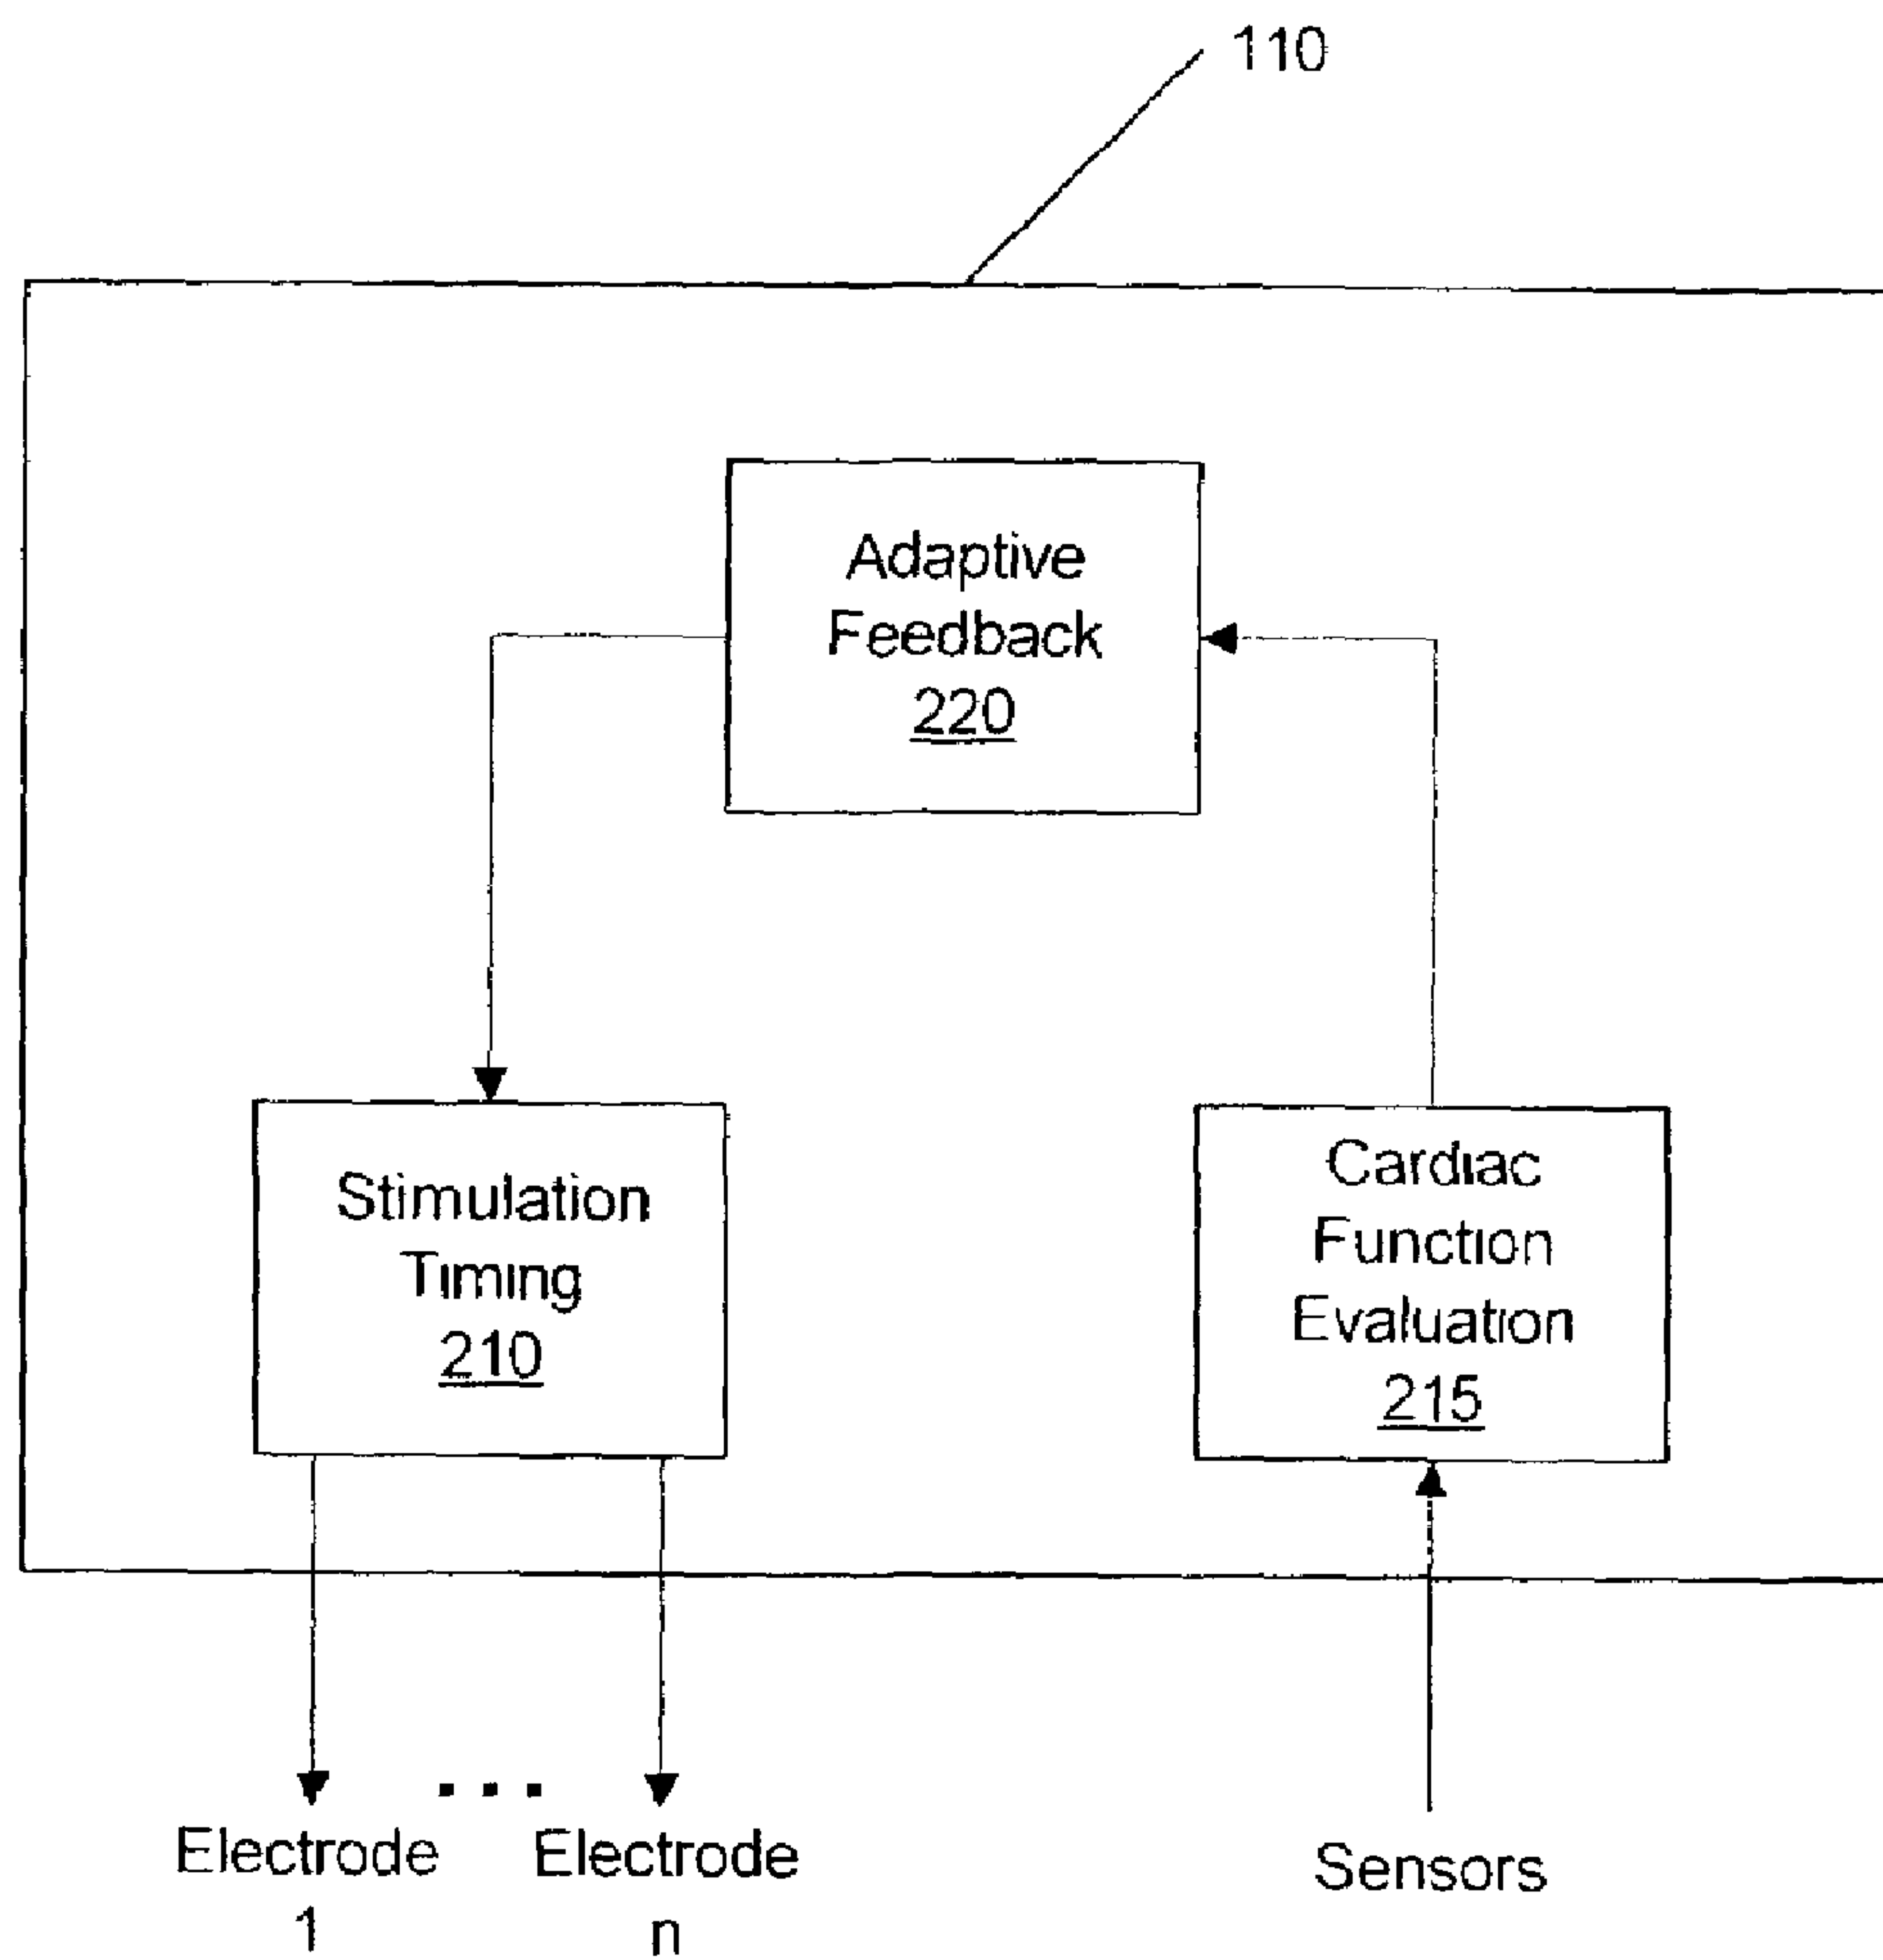 110
Adaptive
Feedback
220
Stimulation
Timing
210
Cardiac
Function
Evaluation
215
Electrode
1
...
Electrode
n
Sensors